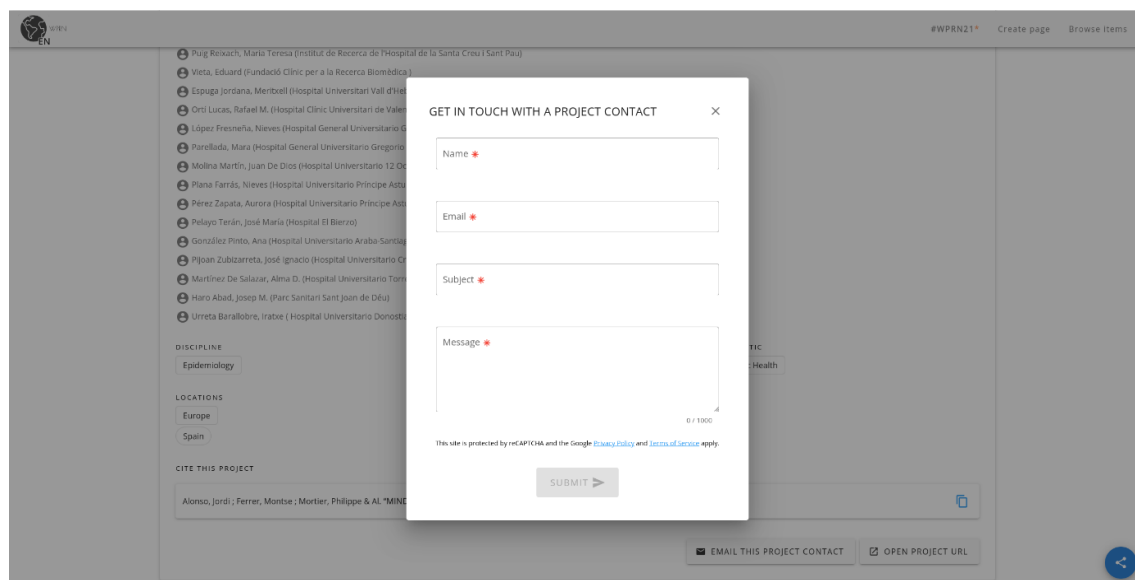 WPRN
EN
#WPRN21* Create page Browse items
Puig Reixach, Maria Teresa (Institut de Recerca de l'Hospital de la Santa Creu i Sant Pau)
Vieta, Eduard (Fundació Clínic per a la Recerca Biomèdica )
Espuga Jordana, Meritxell (Hospital Universitari Vall d'Heb
Orti Lucas, Rafael M. (Hospital Clínic Universitari de Valen
López Fresneña, Nieves (Hospital General Universitario G
Parellada, Mara (Hospital General Universitario Gregorio
Molina Martín, Juan De Dios (Hospital Universitario 12 Oc
Plana Farrás, Nieves (Hospital Universitario Príncipe Astu
Pérez Zapata, Aurora (Hospital Universitario Príncipe Ast
Pelayo Terán, José María (Hospital El Bierzo)
González Pinto, Ana (Hospital Universitario Araba-Santiag
Pijoan Zubizarreta, José Ignacio (Hospital Universitario Cr
Martínez De Salazar, Alma D. (Hospital Universitario Torre
Haro Abad, Josep M. (Parc Sanitari Sant Joan de Déu)
Urreta Barallobre, Iratxe ( Hospital Universitario Donostia
DISCIPLINE
Epidemiology
TIC
Health
LOCATIONS
Europe
Spain
CITE THIS PROJECT
Alonso, Jordi ; Ferrer, Montse ; Mortier, Philippe & Al. "MIND
EMAIL THIS PROJECT CONTACT
OPEN PROJECT URL
GET IN TOUCH WITH A PROJECT CONTACT
Name *
Email *
Subject *
Message *
0 / 1000
This site is protected by reCAPTCHA and the Google Privacy Policy and Terms of Service apply.
SUBMIT